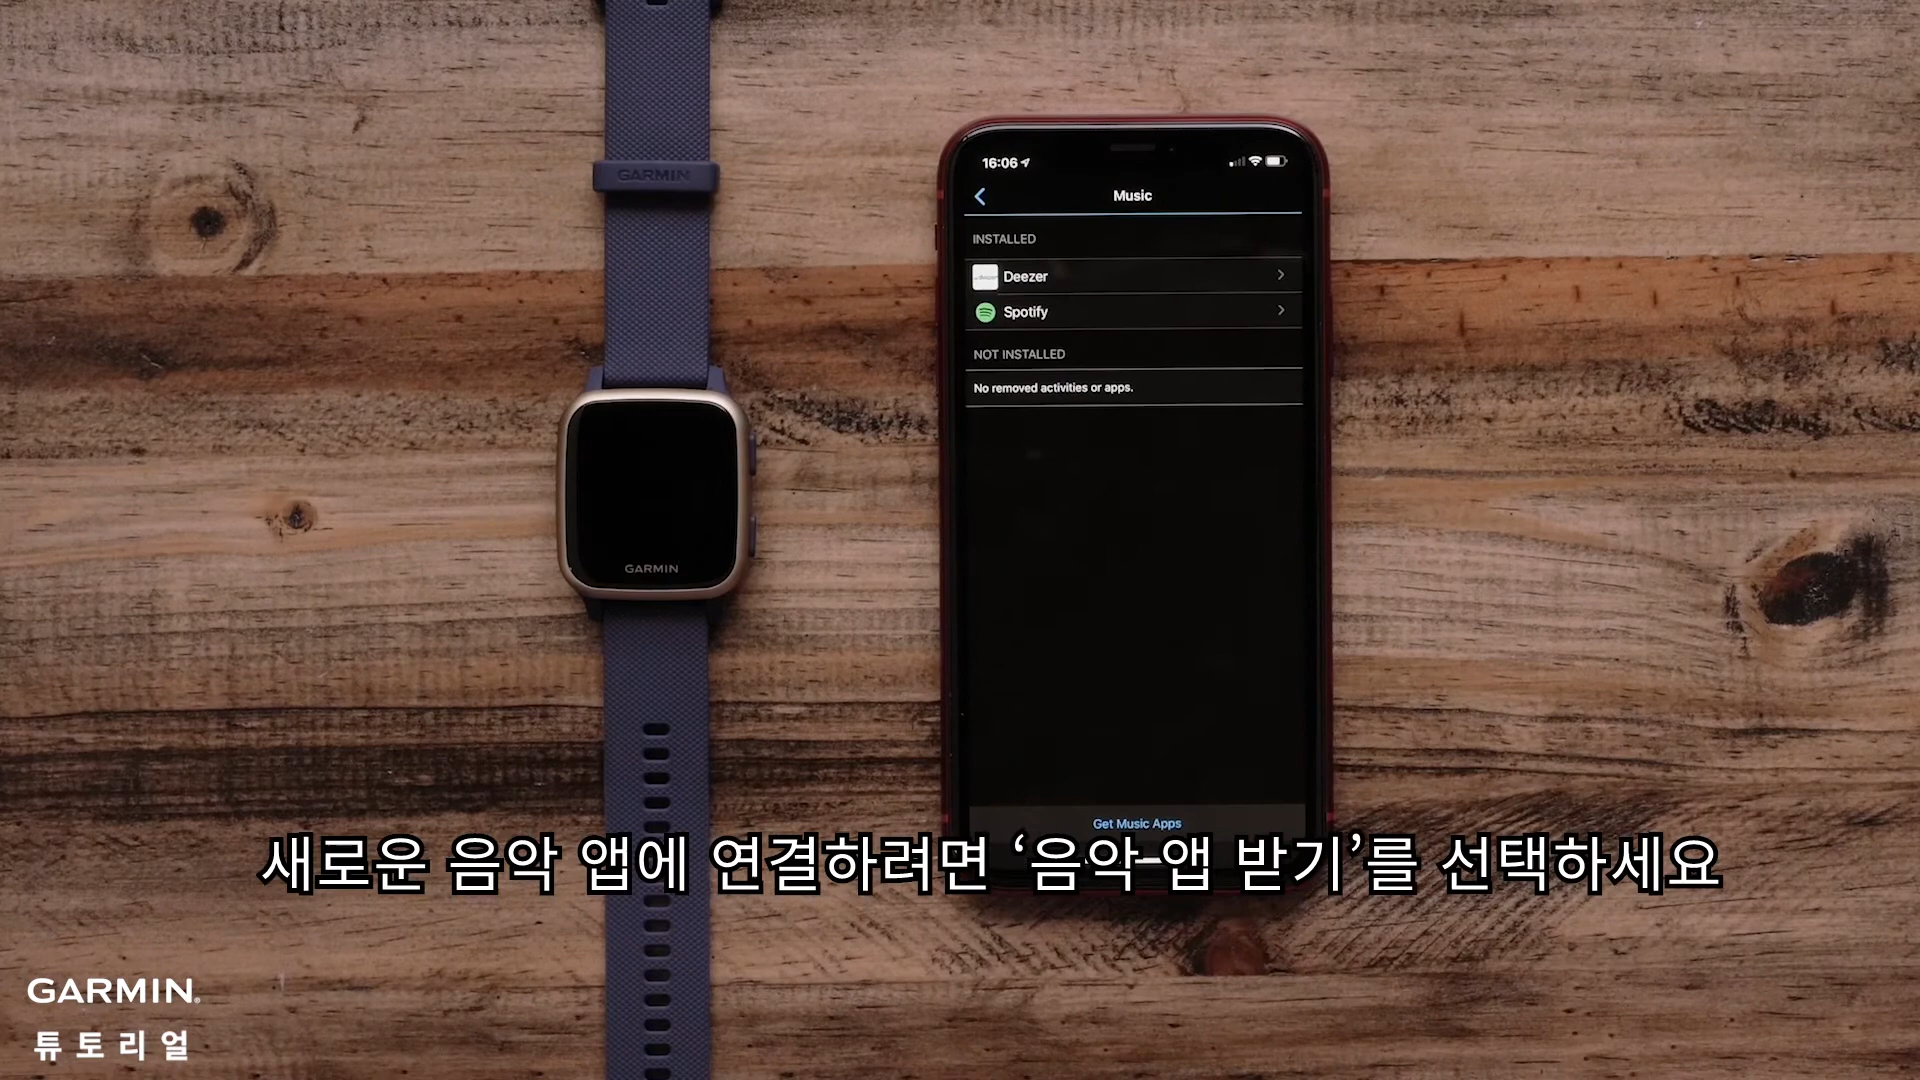 GARMIN
16:06
Music
INSTALLED
Deezer
Spotify
NOT INSTALLED
No removed activities or apps.
GARMIN
Get Music Apps
새로운 음악 앱에 연결하려면 ‘음악 앱 받기’를 선택하세요
GARMIN
튜토리얼